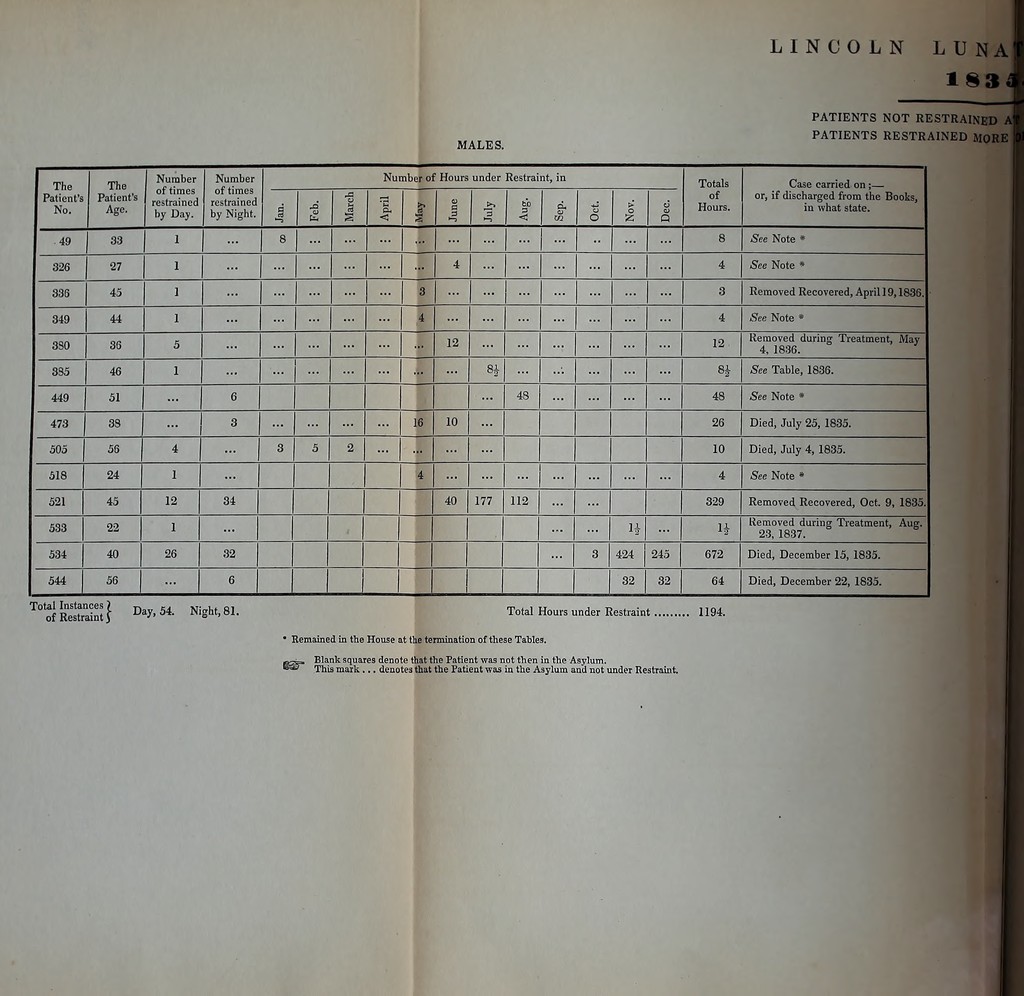 LINCOLN LUNA
1835
PATIENTS NOT RESTRAINED
PATIENTS RESTRAINED MORE
MALES.
The Patient's No. | The Patient's Age. | Number of times restrained by Day. | Number of times restrained by Night. | Number of Hours under Restraint, in | Totals of Hours. | Case carried on;— or, if discharged from the Books, in what state.
Jan. | Feb. | March | April | May | June | July | Aug. | Sep. | Oct. | Nov. | Dec.
49 | 33 | 1 | ... | 8 | ... | ... | ... | ... | ... | ... | ... | ... | .. | ... | ... | 8 | See Note *
326 | 27 | 1 | ... | ... | ... | ... | ... | ... | 4 | ... | ... | ... | ... | ... | ... | 4 | See Note *
336 | 45 | 1 | ... | ... | ... | ... | ... | 3 | ... | ... | ... | ... | ... | ... | ... | 3 | Removed Recovered, April 19, 1836.
349 | 44 | 1 | ... | ... | ... | ... | ... | 4 | ... | ... | ... | ... | ... | ... | ... | 4 | See Note *
380 | 36 | 5 | ... | ... | ... | ... | ... | ... | 12 | ... | ... | ... | ... | ... | ... | 12 | Removed during Treatment, May 4, 1836.
385 | 46 | 1 | ... | ... | ... | ... | ... | ... | ... | 8½ | ... | ... | ... | ... | ... | 8½ | See Table, 1836.
449 | 51 | ... | 6 | | | | | | | ... | 48 | ... | ... | ... | ... | 48 | See Note *
473 | 38 | ... | 3 | ... | ... | ... | ... | 16 | 10 | ... | | | | | | 26 | Died, July 25, 1835.
505 | 56 | 4 | ... | 3 | 5 | 2 | ... | ... | ... | ... | | | | | | 10 | Died, July 4, 1835.
518 | 24 | 1 | ... | | | | | 4 | ... | ... | ... | ... | ... | ... | ... | 4 | See Note *
521 | 45 | 12 | 34 | | | | | | 40 | 177 | 112 | ... | ... | | | 329 | Removed Recovered, Oct. 9, 1835.
533 | 22 | 1 | ... | | | | | | | | | ... | ... | 1½ | ... | 1½ | Removed during Treatment, Aug. 23, 1837.
534 | 40 | 26 | 32 | | | | | | | | | ... | 3 | 424 | 245 | 672 | Died, December 15, 1835.
544 | 56 | ... | 6 | | | | | | | | | | | 32 | 32 | 64 | Died, December 22, 1835.
Total Instances of Restraint } Day, 54. Night, 81. Total Hours under Restraint .......... 1194.
* Remained in the House at the termination of these Tables.
☞ Blank squares denote that the Patient was not then in the Asylum.
This mark ... denotes that the Patient was in the Asylum and not under Restraint.